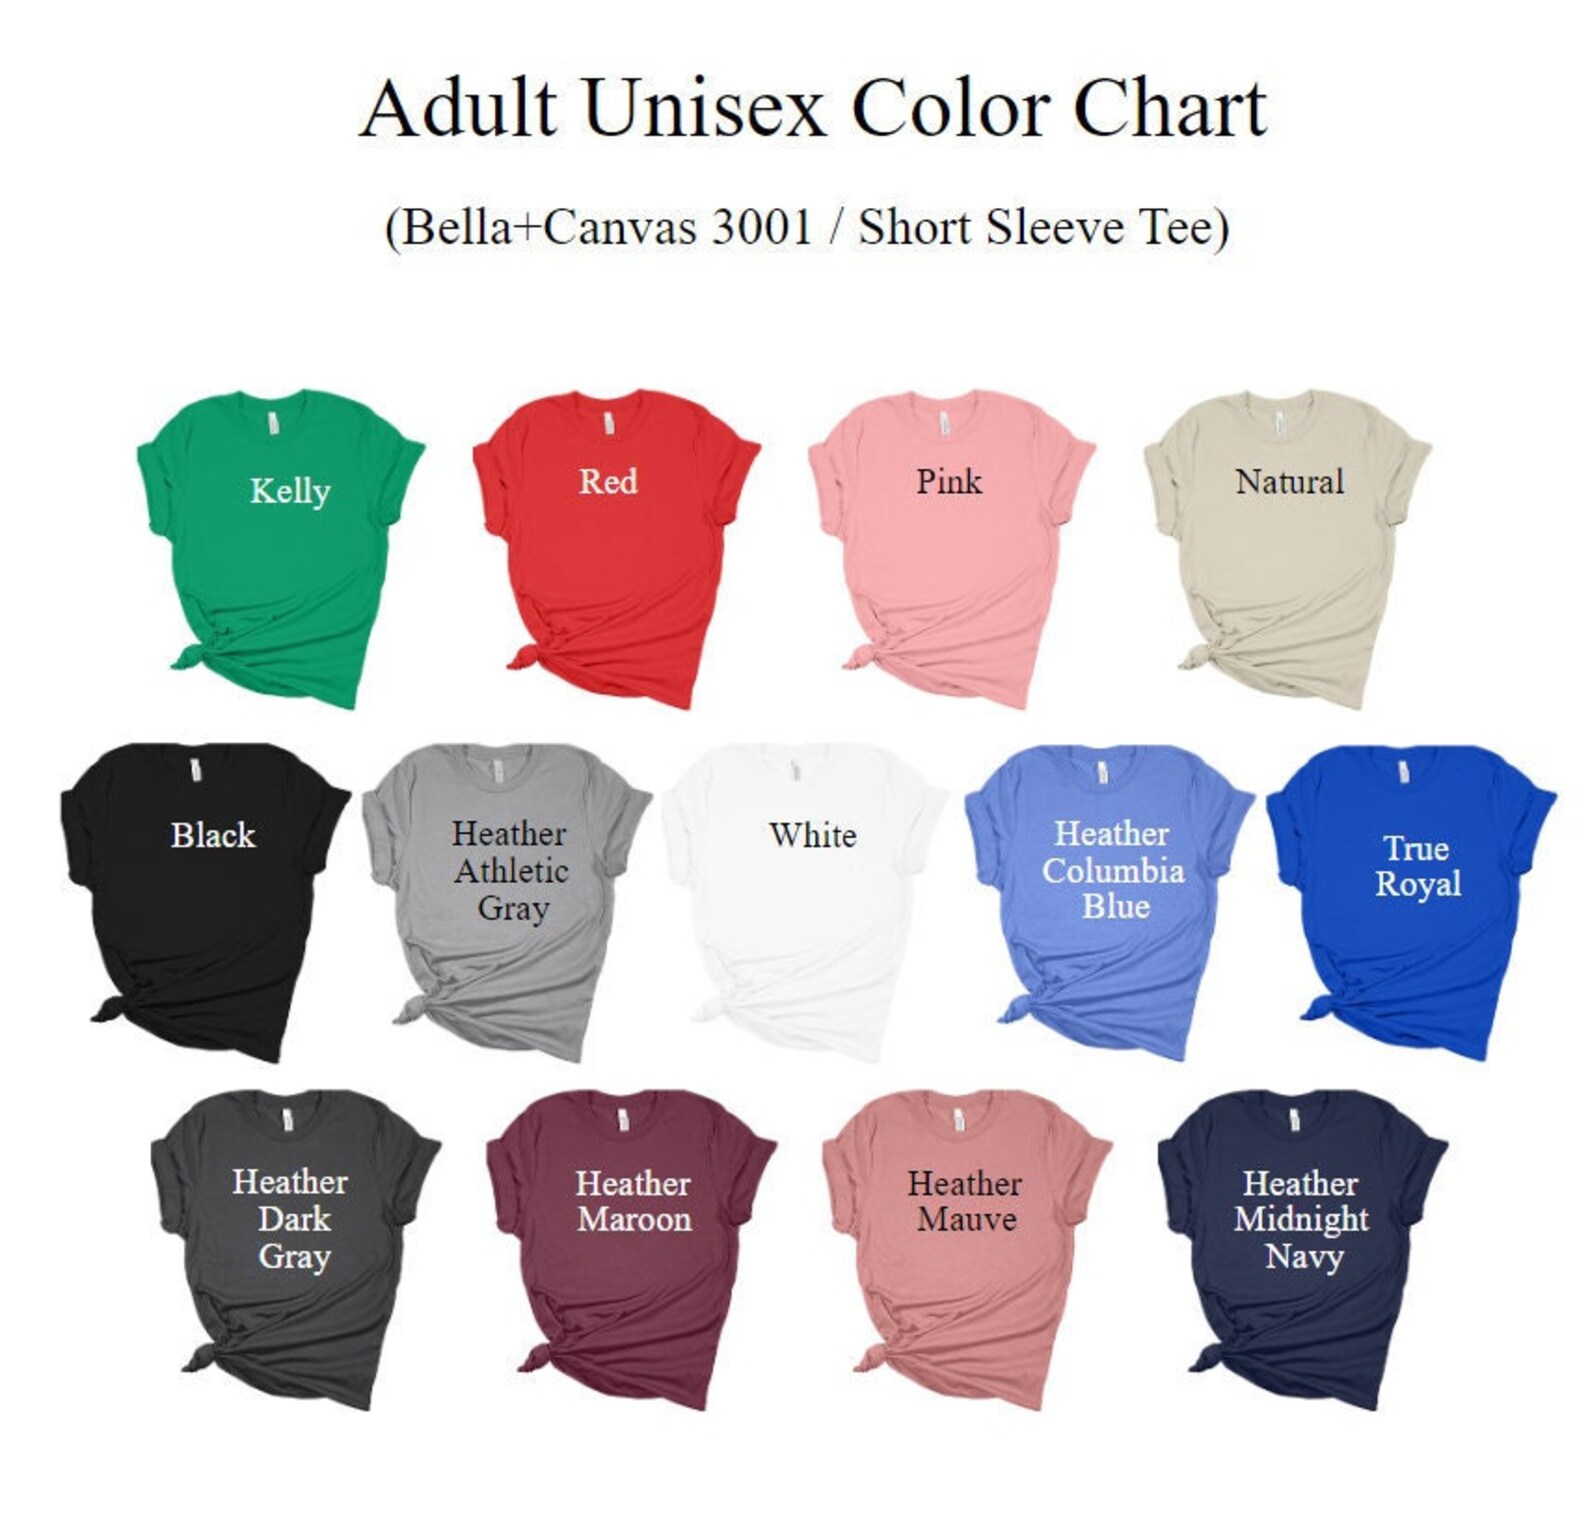 Adult Unisex Color Chart
(Bella+Canvas 3001 / Short Sleeve Tee)
Kelly
Red
Pink
Natural
Black
Heather
Athletic
Gray
White
Heather
Columbia
Blue
True
Royal
Heather
Dark
Gray
Heather
Maroon
Heather
Mauve
Heather
Midnight
Navy